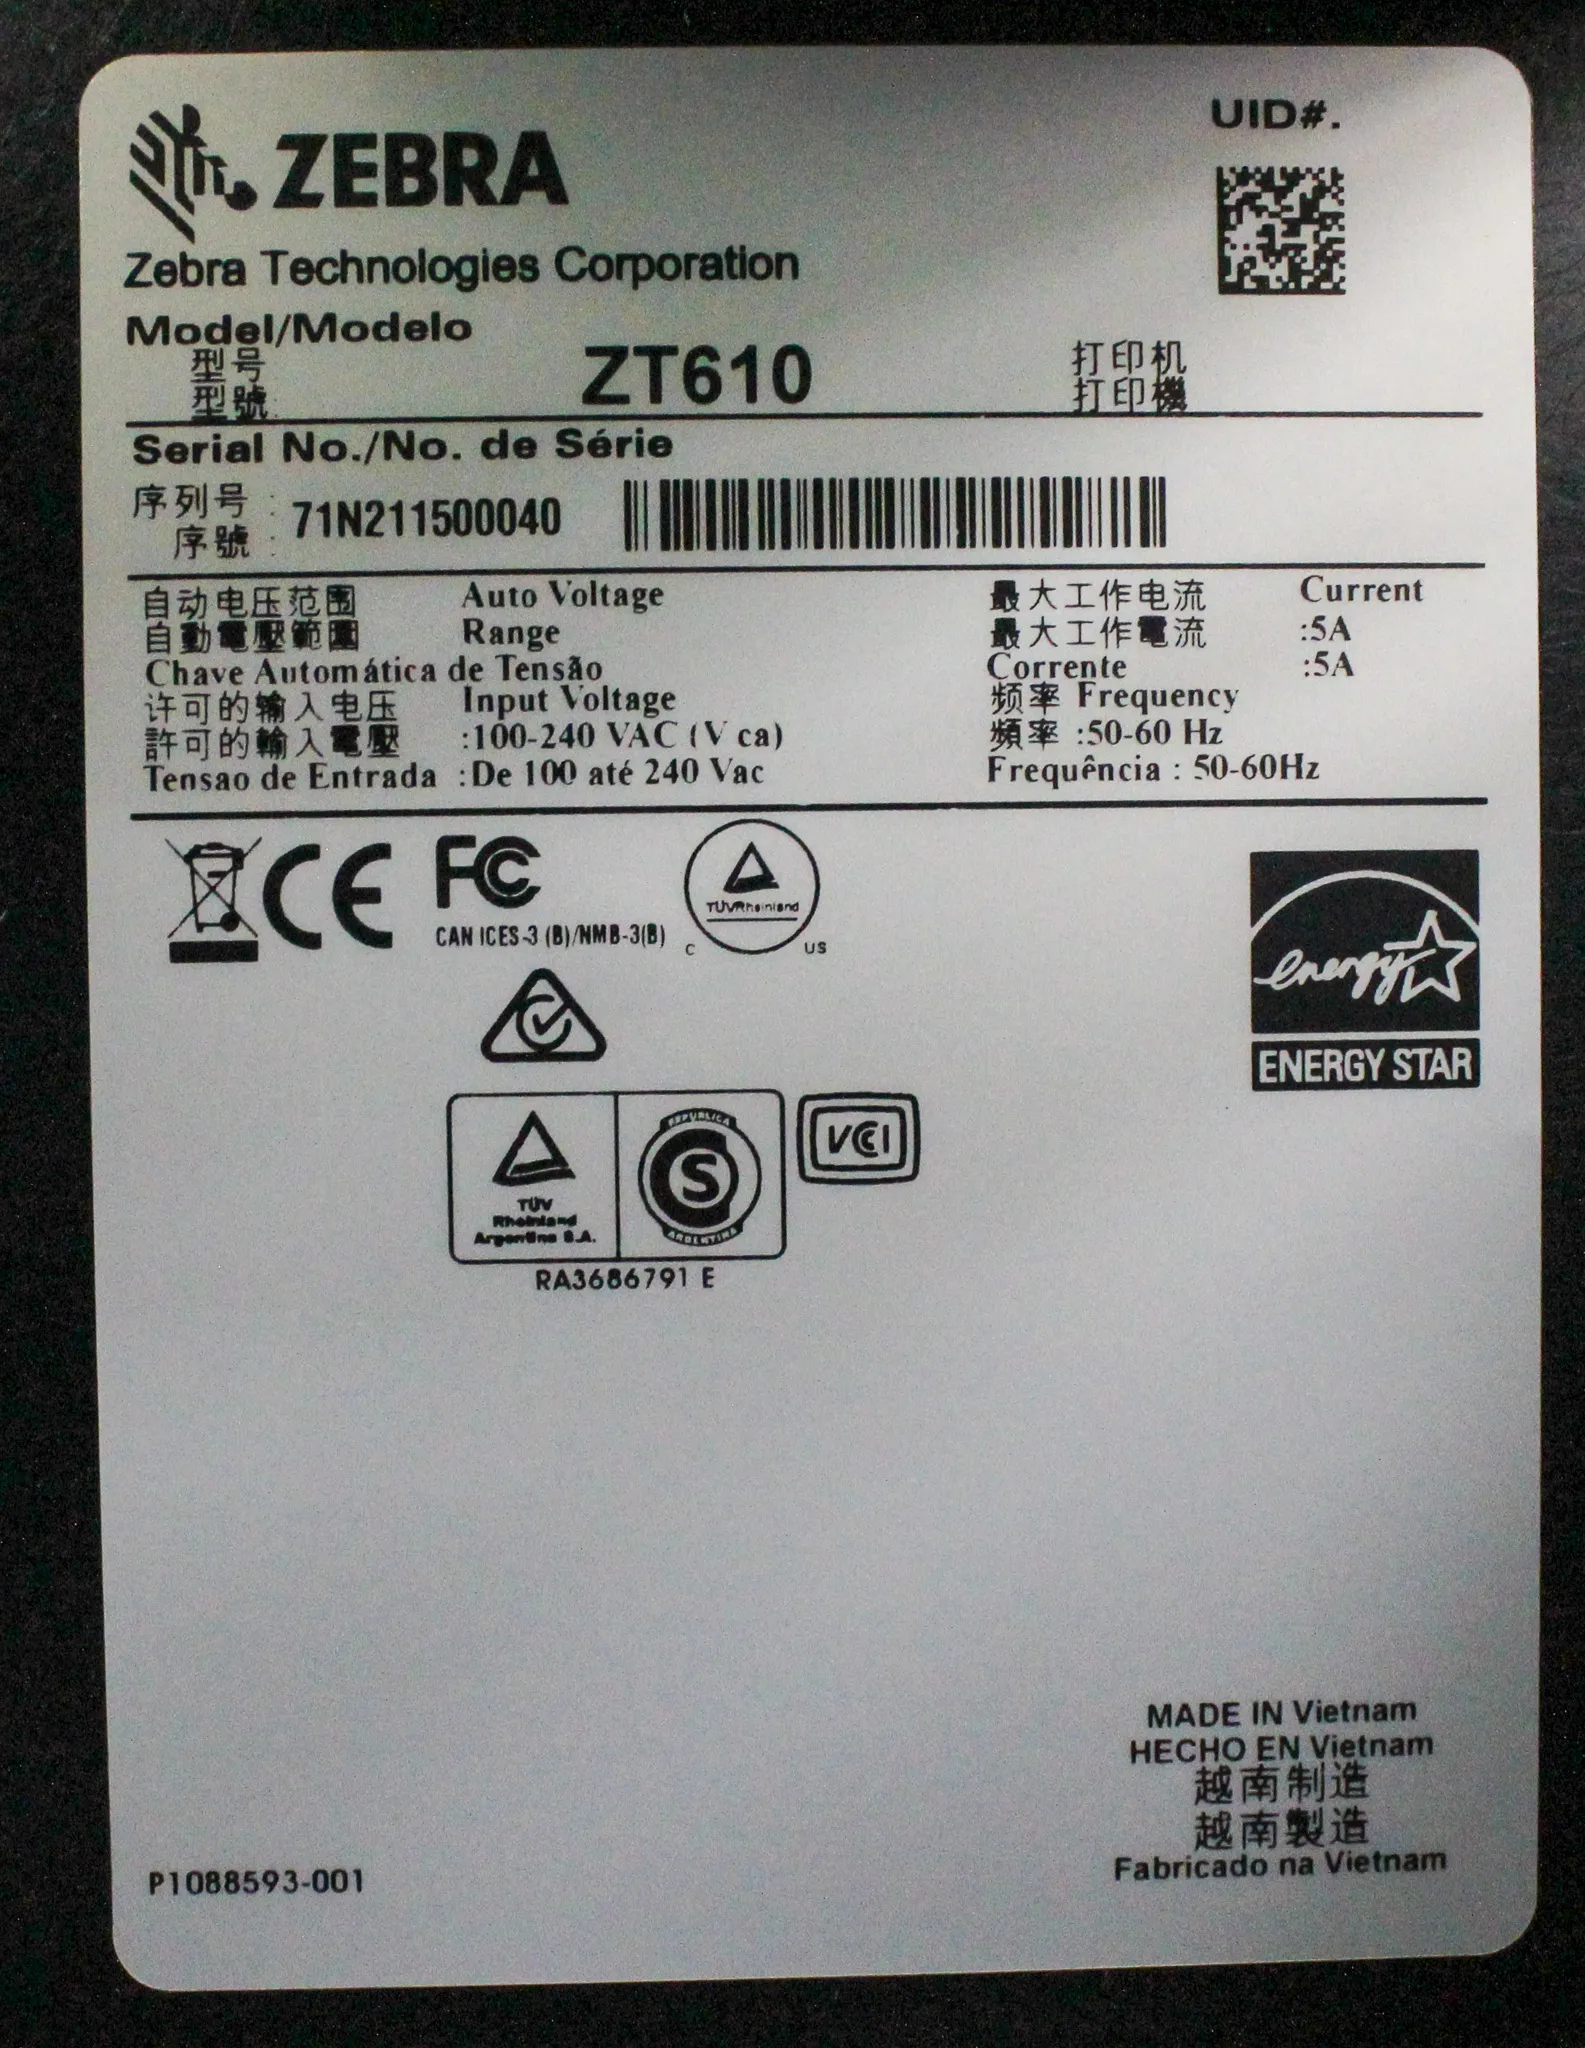 ZEBRA
UID#.
Zebra Technologies Corporation
Model/Modelo
型号
型號
ZT610
打印机
打印機
Serial No./No. de Série
序列号 :
序號 :
71N211500040
自动电压范围 Auto Voltage
自動電壓範圍 Range
Chave Automática de Tensão
许可的输入电压 Input Voltage
許可的輸入電壓 :100-240 VAC (V ca)
Tensao de Entrada :De 100 até 240 Vac
最大工作电流 Current
最大工作電流 :5A
Corrente :5A
频率 Frequency
頻率 :50-60 Hz
Frequência : 50-60Hz
CE
FC
CAN ICES-3 (B)/NMB-3(B)
TÜVRheinland
C US
energy
ENERGY STAR
TÜV
Rheinland
Argentina S.A.
REPUBLICA
S
ARGENTINA
VCCI
RA3686791 E
MADE IN Vietnam
HECHO EN Vietnam
越南制造
越南製造
Fabricado na Vietnam
P1088593-001